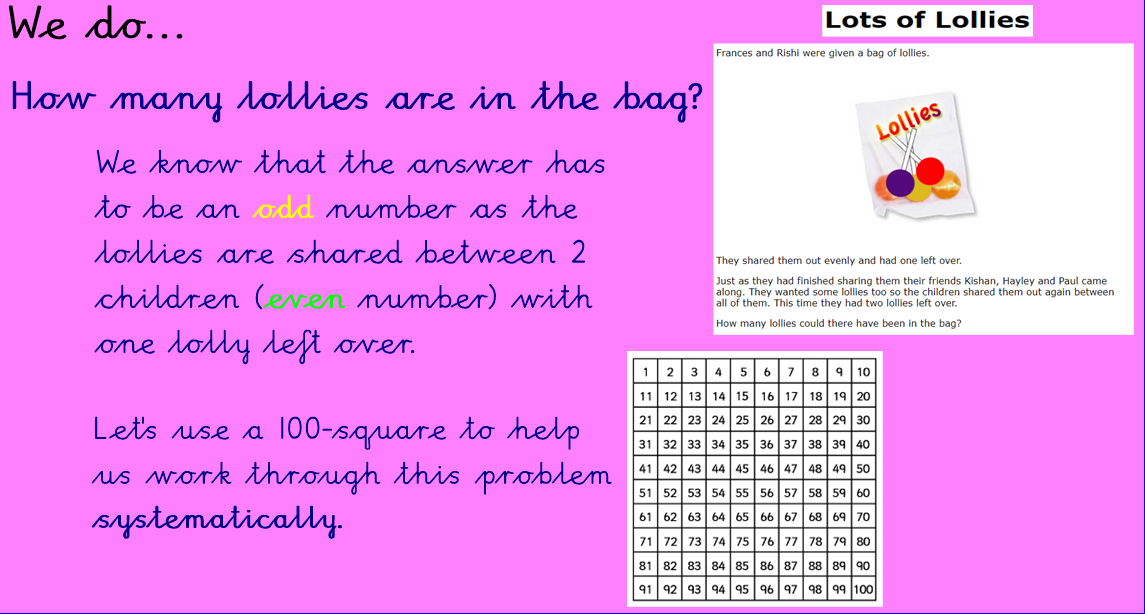 We do...
How many lollies are in the bag?
We know that the answer has
to be an odd number as the
lollies are shared between 2
children (even number) with
one lolly left over.
Let's use a 100-square to help
us work through this problem
systematically.
Lots of Lollies
Frances and Rishi were given a bag of lollies.
Lollies
They shared them out evenly and had one left over.
Just as they had finished sharing them their friends Kishan, Hayley and Paul came
along. They wanted some lollies too so the children shared them out again between
all of them. This time they had two lollies left over.
How many lollies could there have been in the bag?
1 2 3 4 5 6 7 8 9 10
11 12 13 14 15 16 17 18 19 20
21 22 23 24 25 26 27 28 29 30
31 32 33 34 35 36 37 38 39 40
41 42 43 44 45 46 47 48 49 50
51 52 53 54 55 56 57 58 59 60
61 62 63 64 65 66 67 68 69 70
71 72 73 74 75 76 77 78 79 80
81 82 83 84 85 86 87 88 89 90
91 92 93 94 95 96 97 98 99 100